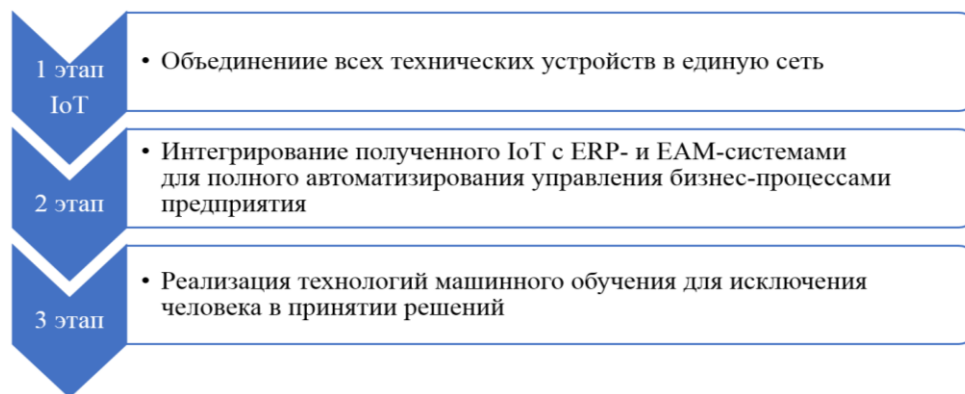 1 этап
IoT
• Объединениие всех технических устройств в единую сеть
2 этап
• Интегрирование полученного IoT с ERP- и EAM-системами
для полного автоматизирования управления бизнес-процессами
предприятия
3 этап
• Реализация технологий машинного обучения для исключения
человека в принятии решений